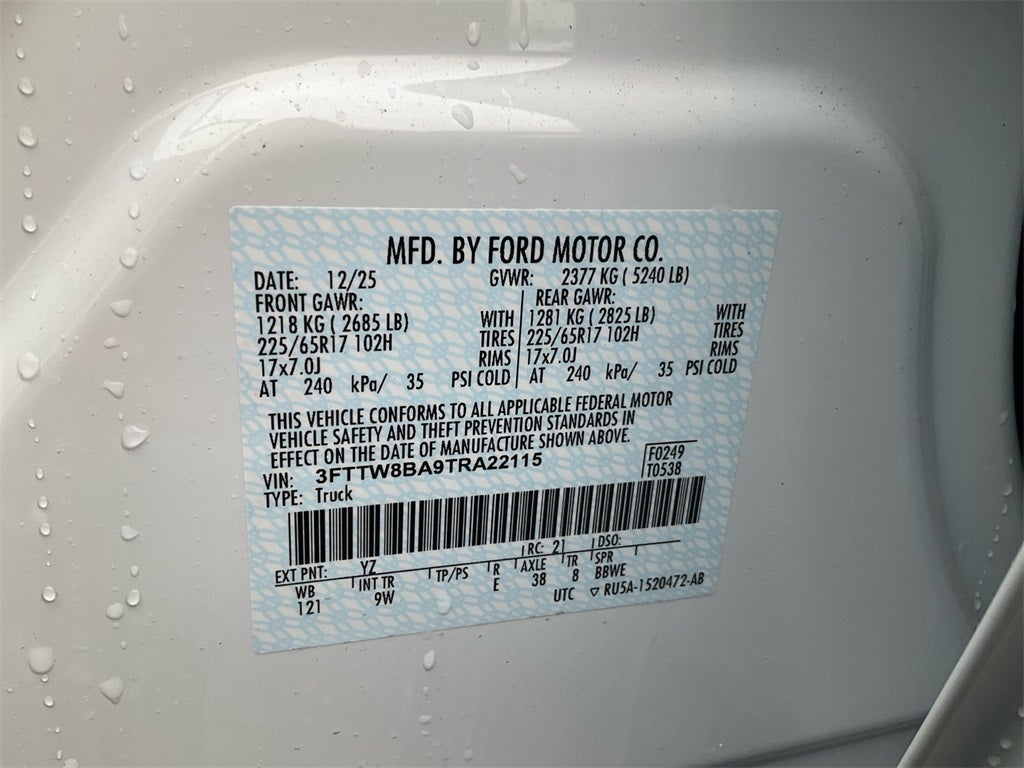 MFD. BY FORD MOTOR CO.
DATE: 12/25 GVWR: 2377 KG ( 5240 LB)
FRONT GAWR: REAR GAWR:
1218 KG ( 2685 LB) WITH 1281 KG ( 2825 LB) WITH
225/65R17 102H TIRES 225/65R17 102H TIRES
17x7.0J RIMS 17x7.0J RIMS
AT 240 kPa/ 35 PSI COLD AT 240 kPa/ 35 PSI COLD
THIS VEHICLE CONFORMS TO ALL APPLICABLE FEDERAL MOTOR
VEHICLE SAFETY AND THEFT PREVENTION STANDARDS IN
EFFECT ON THE DATE OF MANUFACTURE SHOWN ABOVE.
VIN: 3FTTW8BA9TRA22115 F0249
TYPE: Truck T0538
EXT PNT: YZ RC: 21 DSO:
WB INT TR TP/PS R AXLE TR SPR
121 9W E 38 8 BBWE
UTC ▽ RU5A-1520472-AB